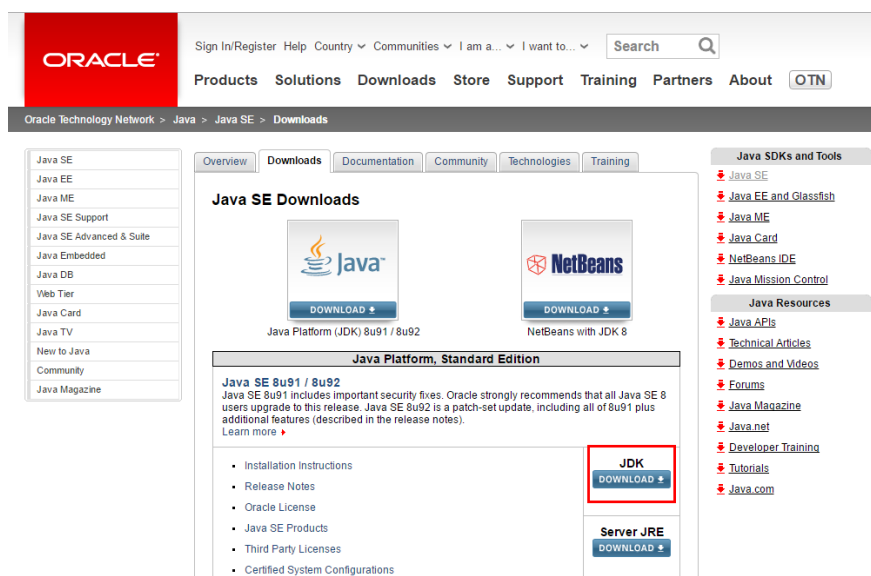 ORACLE
Sign In/Register Help Country Communities I am a... I want to... Search
Products Solutions Downloads Store Support Training Partners About OTN
Oracle Technology Network > Java > Java SE > Downloads
Java SE
Java EE
Java ME
Java SE Support
Java SE Advanced & Suite
Java Embedded
Java DB
Web Tier
Java Card
Java TV
New to Java
Community
Java Magazine
Overview Downloads Documentation Community Technologies Training
Java SE Downloads
Java
DOWNLOAD
Java Platform (JDK) 8u91 / 8u92
NetBeans
DOWNLOAD
NetBeans with JDK 8
Java Platform, Standard Edition
Java SE 8u91 / 8u92
Java SE 8u91 includes important security fixes. Oracle strongly recommends that all Java SE 8
users upgrade to this release. Java SE 8u92 is a patch-set update, including all of 8u91 plus
additional features (described in the release notes).
Learn more
Installation Instructions
Release Notes
Oracle License
Java SE Products
Third Party Licenses
Certified System Configurations
JDK
DOWNLOAD
Server JRE
DOWNLOAD
Java SDKs and Tools
Java SE
Java EE and Glassfish
Java ME
Java Card
NetBeans IDE
Java Mission Control
Java Resources
Java APIs
Technical Articles
Demos and Videos
Forums
Java Magazine
Java.net
Developer Training
Tutorials
Java.com